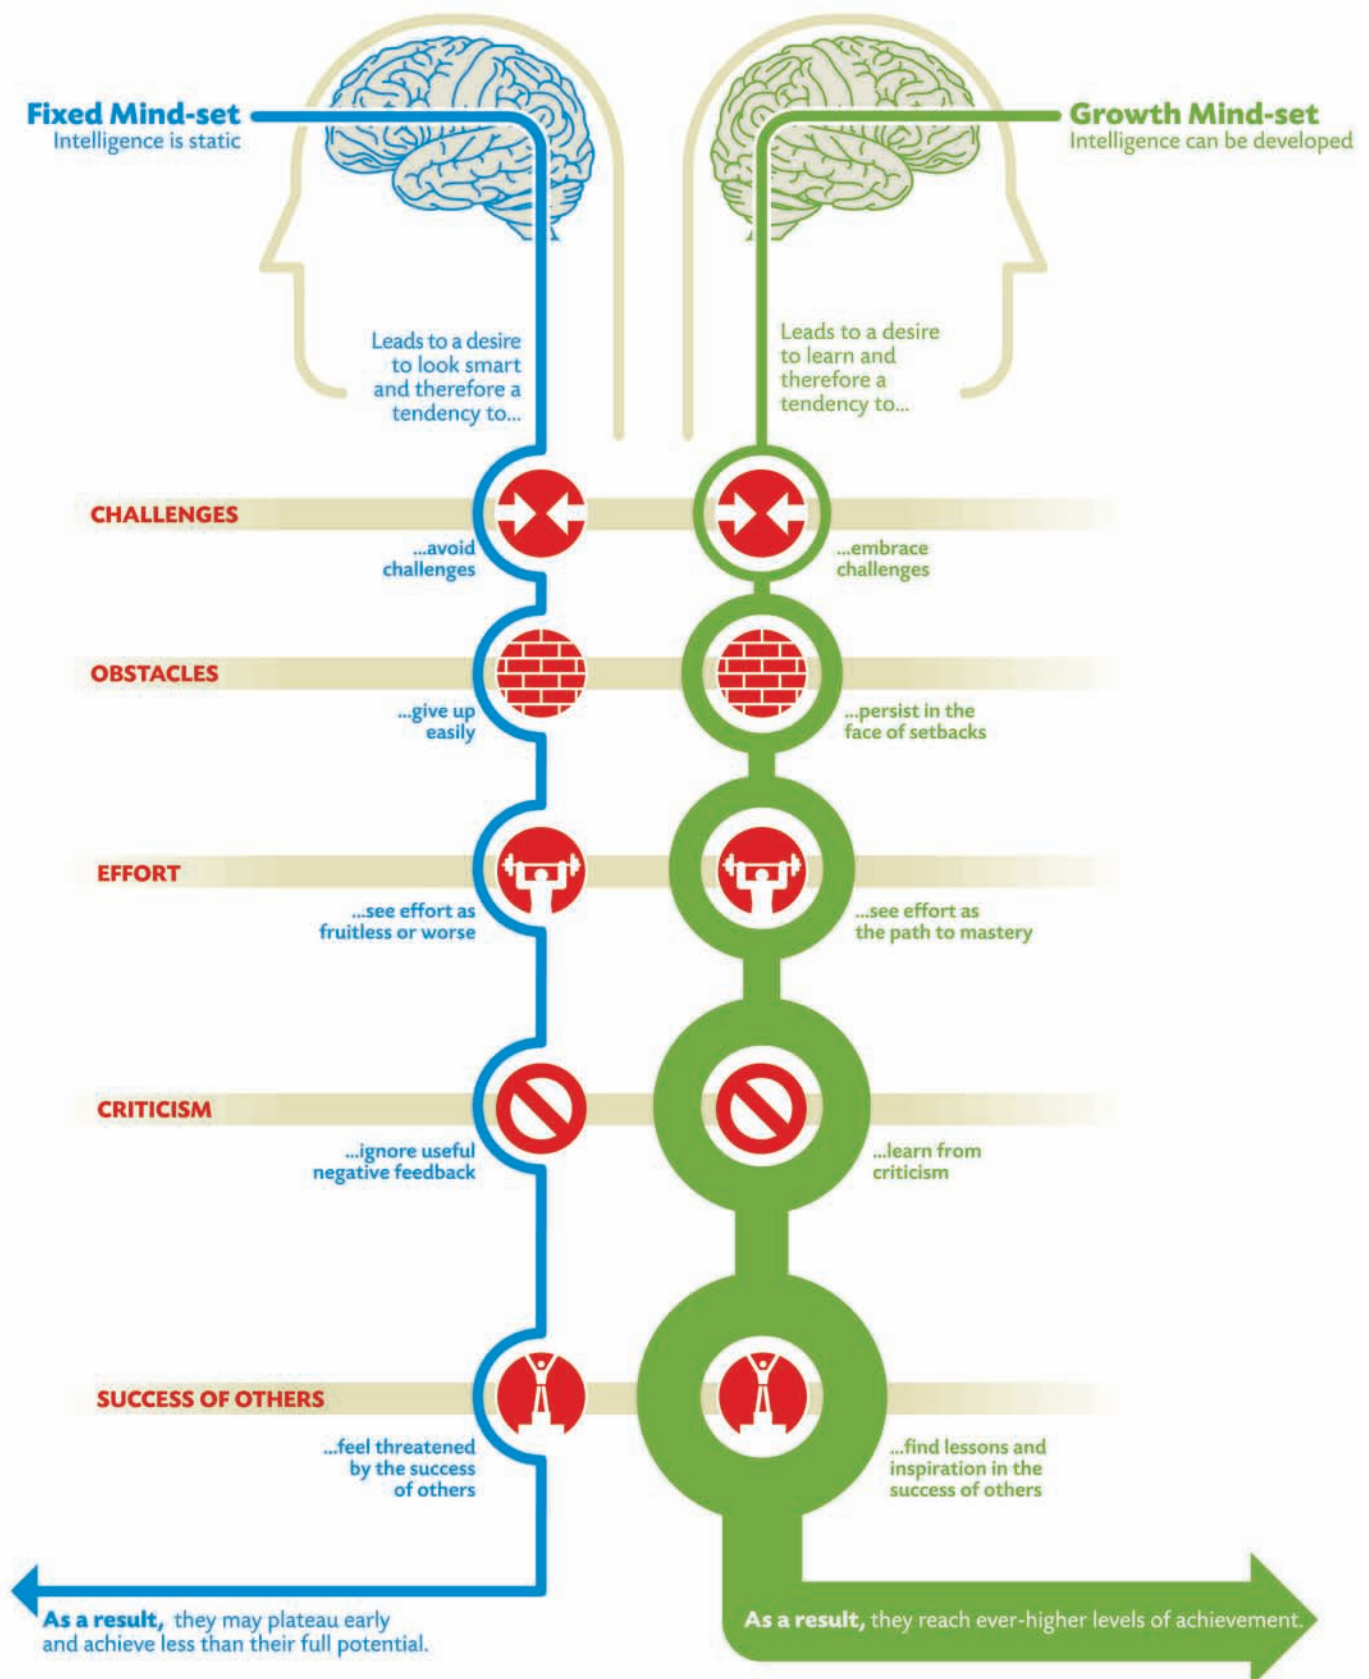 Fixed Mind-set
Intelligence is static
Growth Mind-set
Intelligence can be developed
Leads to a desire
to look smart
and therefore a
tendency to...
Leads to a desire
to learn and
therefore a
tendency to...
CHALLENGES
...avoid
challenges
...embrace
challenges
OBSTACLES
...give up
easily
...persist in the
face of setbacks
EFFORT
...see effort as
fruitless or worse
...see effort as
the path to mastery
CRITICISM
...ignore useful
negative feedback
...learn from
criticism
SUCCESS OF OTHERS
...feel threatened
by the success
of others
...find lessons and
inspiration in the
success of others
As a result, they may plateau early
and achieve less than their full potential.
As a result, they reach ever-higher levels of achievement.